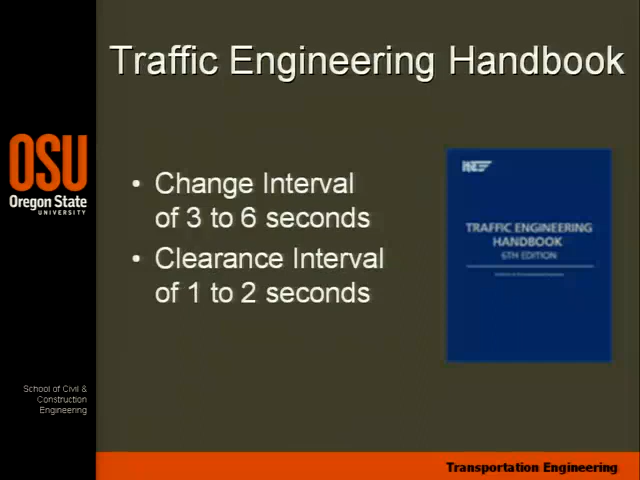 Traffic Engineering Handbook
OSU
Oregon State
UNIVERSITY
• Change Interval
of 3 to 6 seconds
• Clearance Interval
of 1 to 2 seconds
TRAFFIC ENGINEERING
HANDBOOK
6TH EDITION
School of Civil &
Construction
Engineering
Transportation Engineering